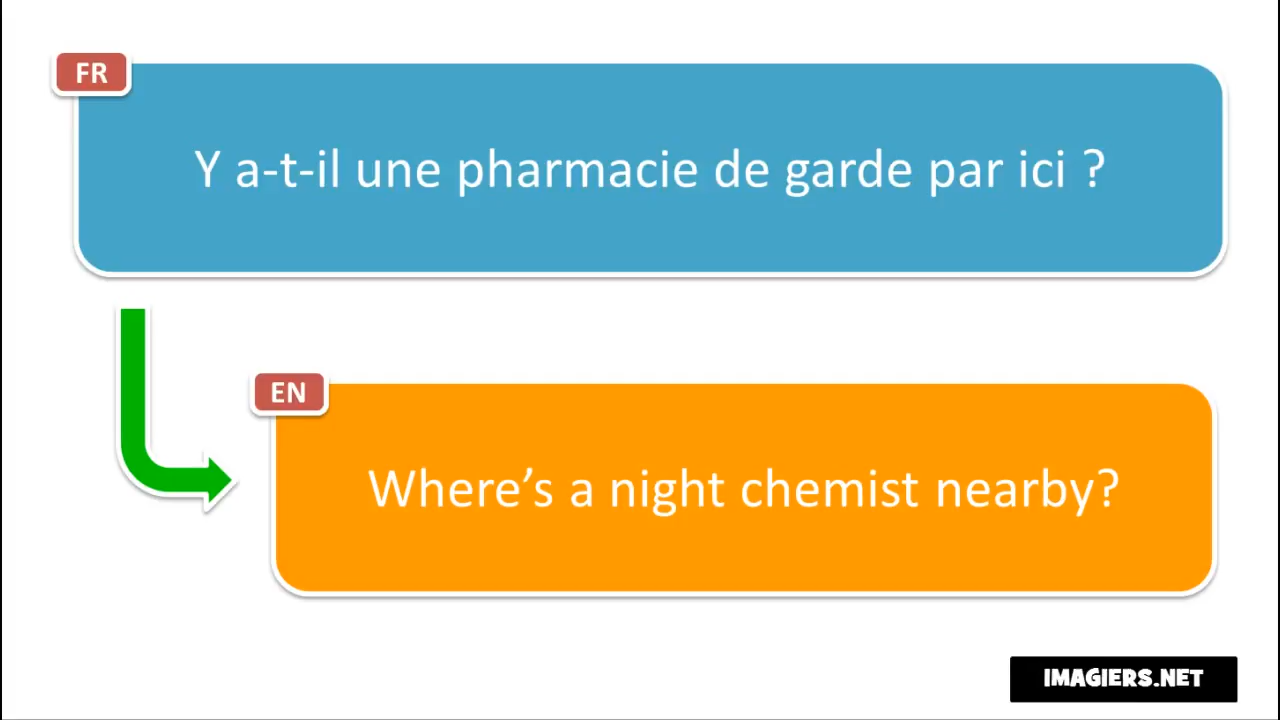 FR
Y a-t-il une pharmacie de garde par ici ?
EN
Where’s a night chemist nearby?
IMAGIERS.NET